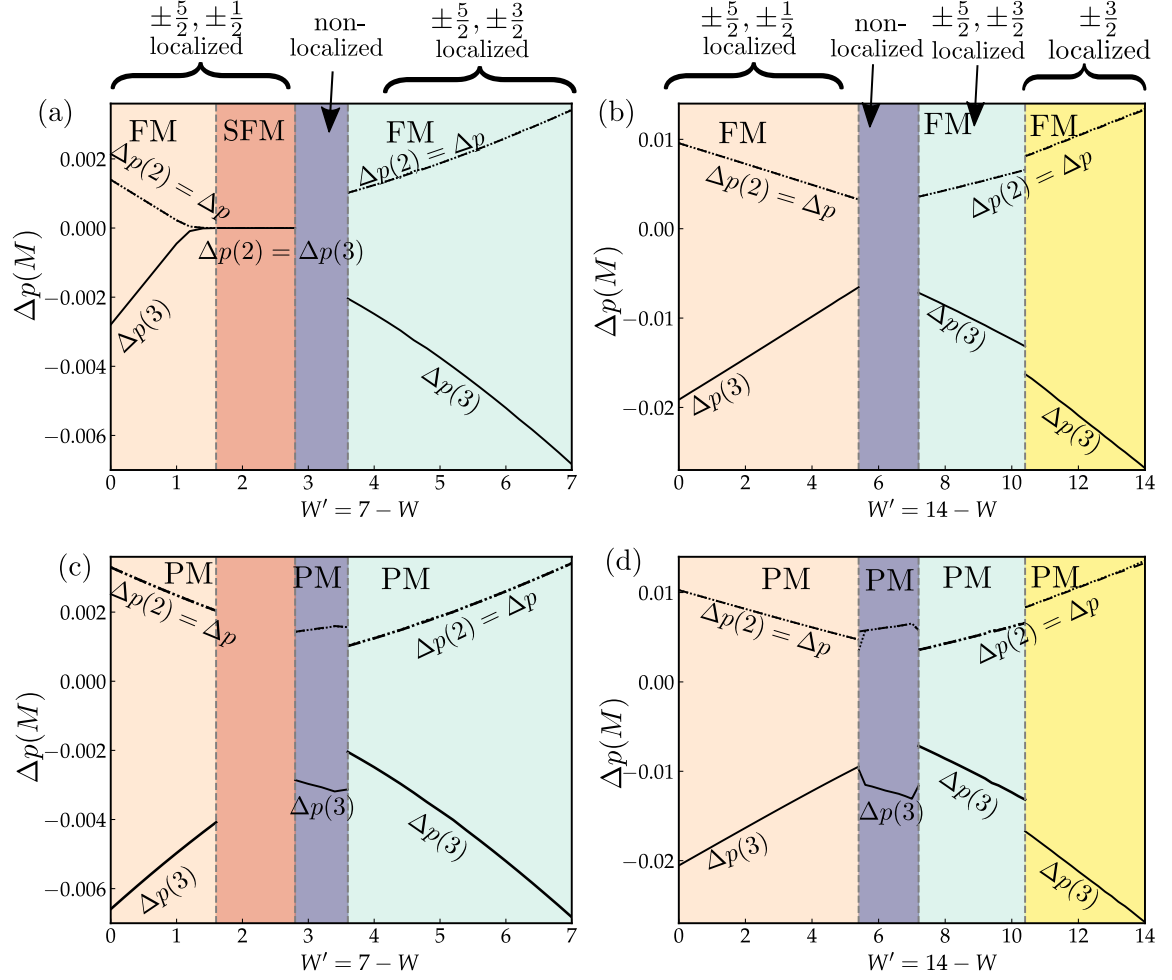 ±5/2, ±1/2
localized
non-
localized
±5/2, ±3/2
localized
±5/2, ±1/2
localized
non-
localized
±5/2, ±3/2
localized
±3/2
localized
(a)
FM
SFM
FM
Δp(2) = Δp
Δp(3)
Δp(2) = Δp(3)
Δp(2) = Δp
Δp(3)
Δp(M)
0.002
0.000
−0.002
−0.004
−0.006
0 1 2 3 4 5 6 7
W′ = 7 − W
(b)
FM
FM
FM
Δp(2) = Δp
Δp(3)
Δp(2) = Δp
Δp(3)
Δp(3)
Δp(M)
0.01
0.00
−0.01
−0.02
0 2 4 6 8 10 12 14
W′ = 14 − W
(c)
PM
PM
PM
Δp(2) = Δp
Δp(3)
Δp(3)
Δp(2) = Δp
Δp(3)
Δp(M)
0.002
0.000
−0.002
−0.004
−0.006
0 1 2 3 4 5 6 7
W′ = 7 − W
(d)
PM
PM
PM
PM
Δp(2) = Δp
Δp(3)
Δp(3)
Δp(2) = Δp
Δp(3)
Δp(3)
Δp(M)
0.01
0.00
−0.01
−0.02
0 2 4 6 8 10 12 14
W′ = 14 − W